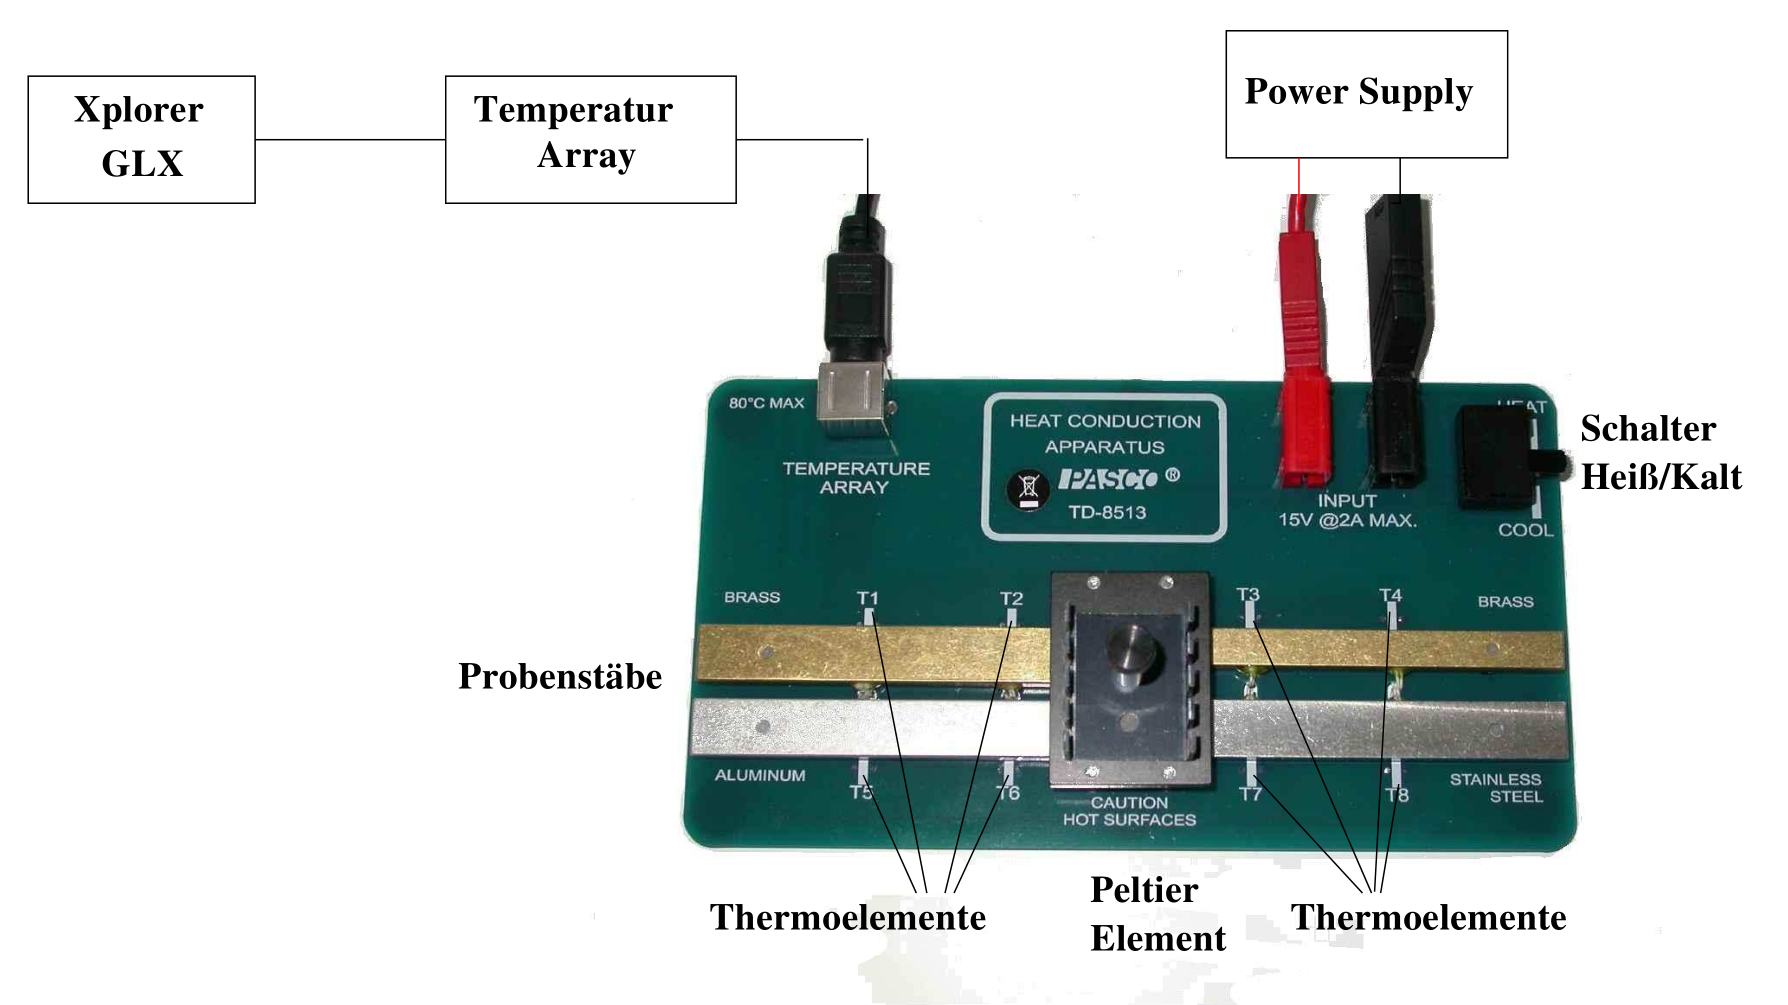 Xplorer
GLX
Temperatur
Array
Power Supply
80°C MAX
TEMPERATURE
ARRAY
HEAT CONDUCTION
APPARATUS
PASCO®
TD-8513
INPUT
15V @2A MAX.
HEAT
COOL
Schalter
Heiß/Kalt
BRASS
T1
T2
T3
T4
BRASS
Probenstäbe
ALUMINUM
T5
T6
T7
T8
STAINLESS
STEEL
CAUTION
HOT SURFACES
Thermoelemente
Peltier
Element
Thermoelemente